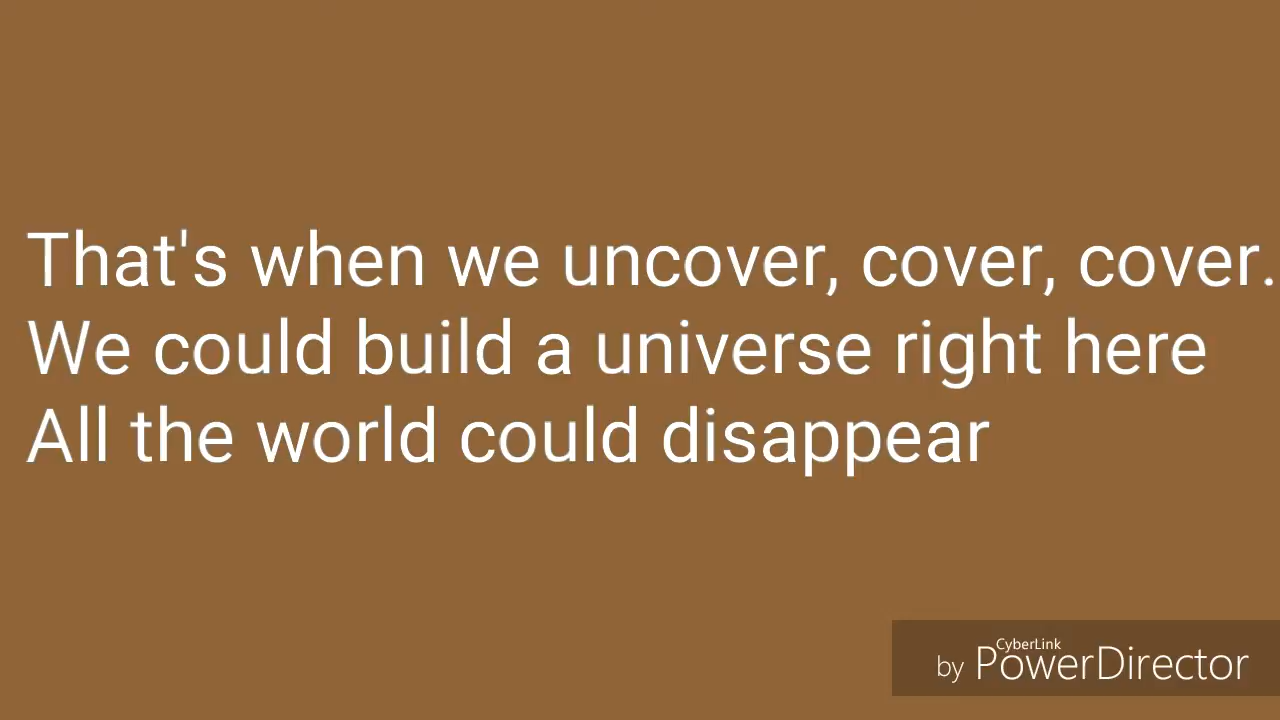 That's when we uncover, cover, cover.
We could build a universe right here
All the world could disappear
CyberLink
by PowerDirector